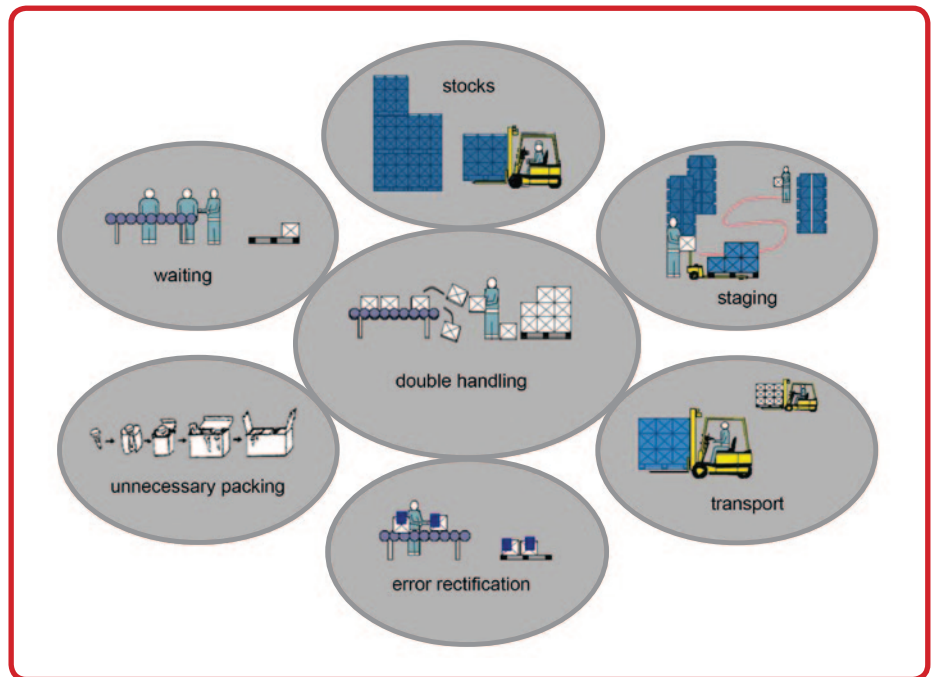 stocks
waiting
staging
double handling
unnecessary packing
transport
error rectification